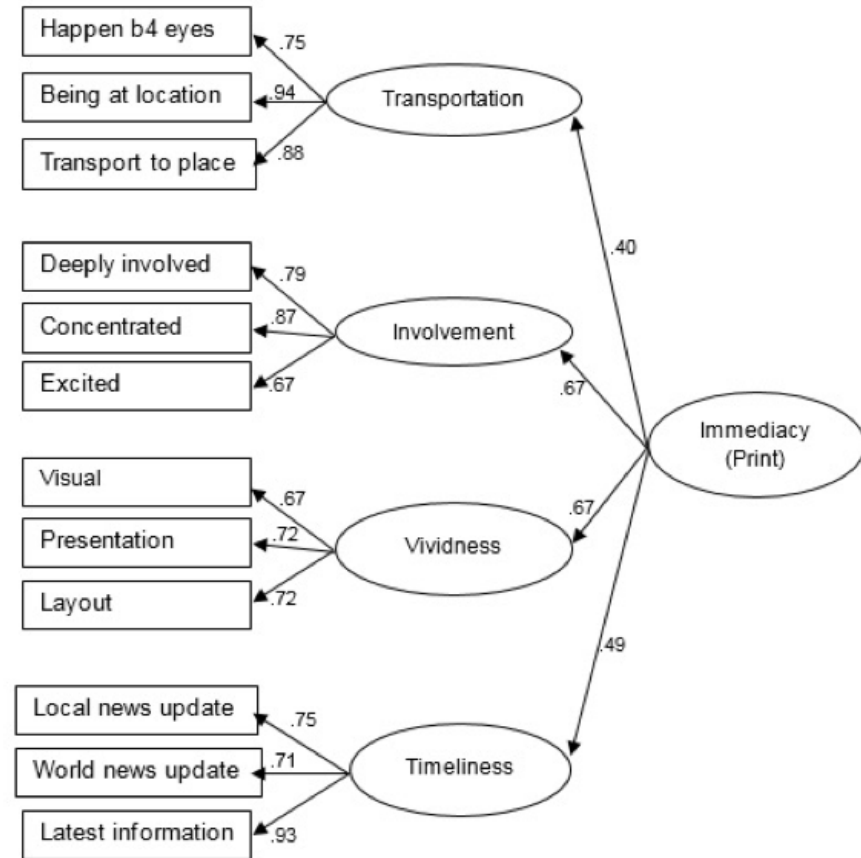 Happen b4 eyes
.75
Being at location
.94
Transportation
Transport to place
.88
.40
Deeply involved
.79
Concentrated
.87
Involvement
Excited
.67
.67
Immediacy
(Print)
Visual
.67
.67
Presentation
.72
Vividness
Layout
.72
.49
Local news update
.75
World news update
.71
Timeliness
Latest information
.93